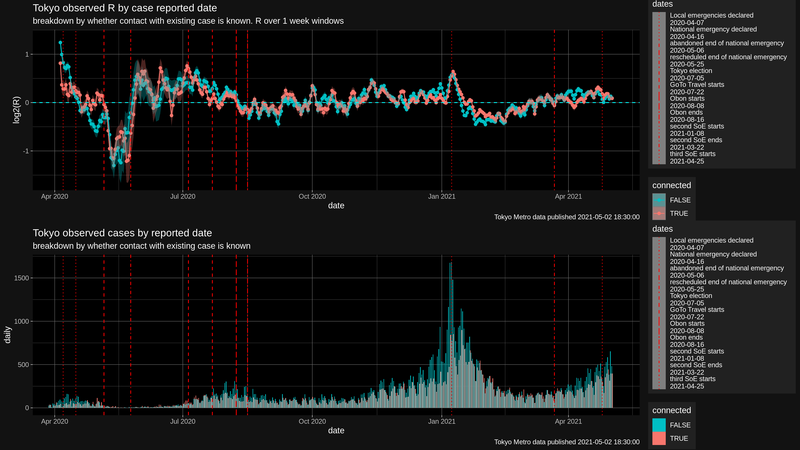 Tokyo observed R by case reported date
breakdown by whether contact with existing case is known. R over 1 week windows
log2(R)
1
0
-1
Apr 2020
Jul 2020
Oct 2020
Jan 2021
Apr 2021
date
Tokyo Metro data published 2021-05-02 18:30:00
dates
Local emergencies declared
2020-04-07
National emergency declared
2020-04-16
abandoned end of national emergency
2020-05-06
rescheduled end of national emergency
2020-05-25
Tokyo election
2020-07-05
GoTo Travel starts
2020-07-22
Obon starts
2020-08-08
Obon ends
2020-08-16
second SoE starts
2021-01-08
second SoE ends
2021-03-22
third SoE starts
2021-04-25
connected
FALSE
TRUE
Tokyo observed cases by reported date
breakdown by whether contact with existing case is known
daily
1500
1000
500
0
Apr 2020
Jul 2020
Oct 2020
Jan 2021
Apr 2021
date
Tokyo Metro data published 2021-05-02 18:30:00
dates
Local emergencies declared
2020-04-07
National emergency declared
2020-04-16
abandoned end of national emergency
2020-05-06
rescheduled end of national emergency
2020-05-25
Tokyo election
2020-07-05
GoTo Travel starts
2020-07-22
Obon starts
2020-08-08
Obon ends
2020-08-16
second SoE starts
2021-01-08
second SoE ends
2021-03-22
third SoE starts
2021-04-25
connected
FALSE
TRUE